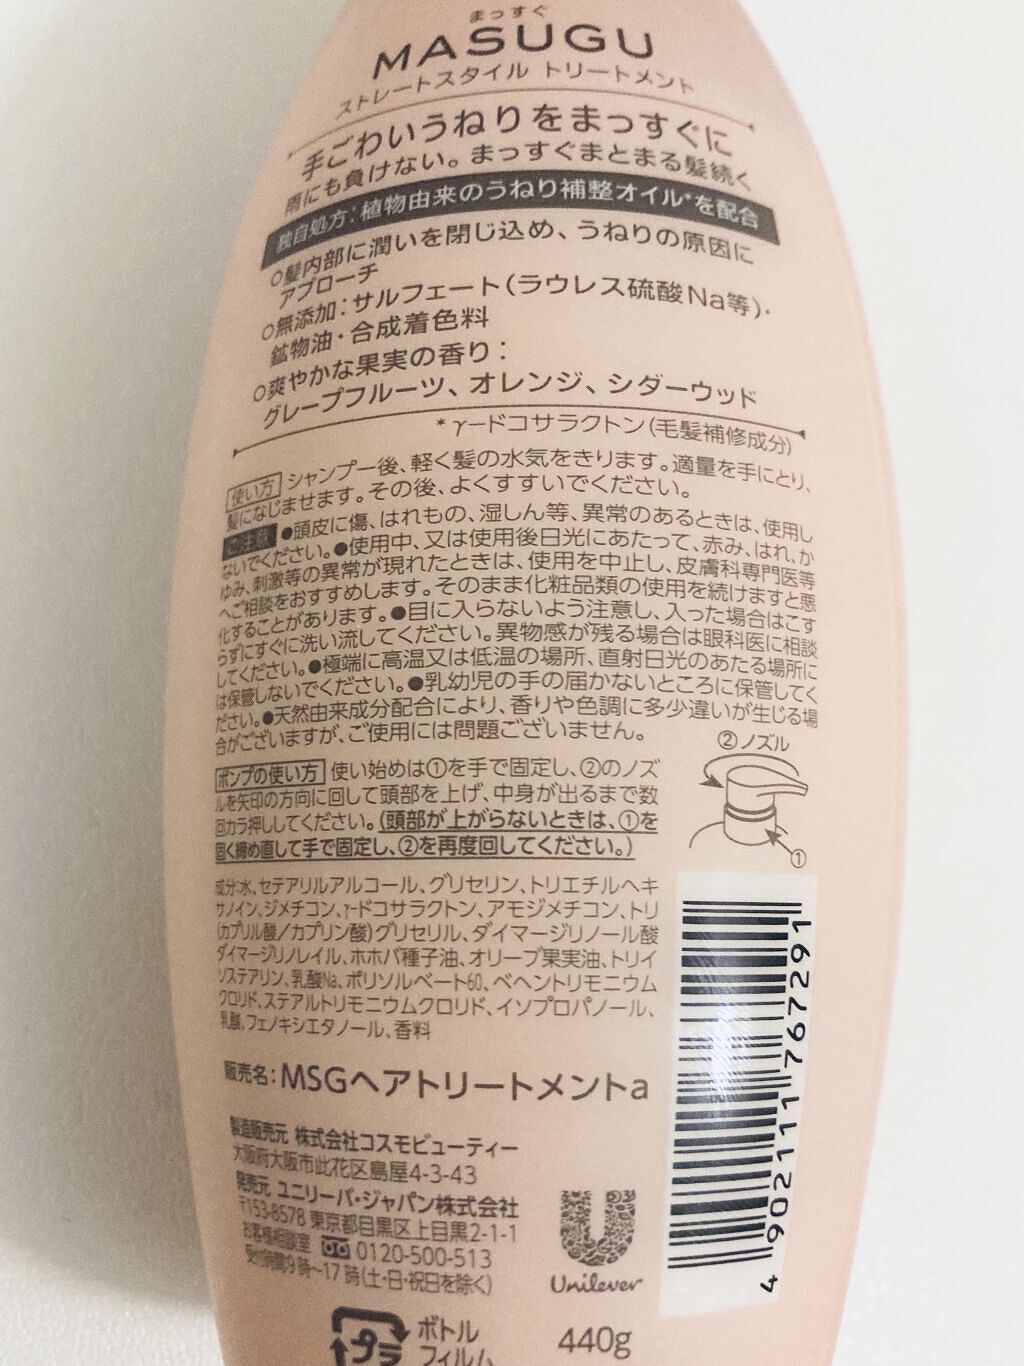 まっすぐ
MASUGU
ストレートスタイル トリートメント
手ごわいうねりをまっすぐに
雨にも負けない。まっすぐまとまる髪続く
独自処方：植物由来のうねり補整オイル*を配合
○髪内部に潤いを閉じ込め、うねりの原因に
アプローチ
○無添加：サルフェート（ラウレス硫酸Na等）・
鉱物油・合成着色料
○爽やかな果実の香り：
グレープフルーツ、オレンジ、シダーウッド
*γ-ドコサラクトン（毛髪補修成分）
使い方 シャンプー後、軽く髪の水気をきります。適量を手にとり、
髪になじませます。その後、よくすすいでください。
ご注意 ●頭皮に傷、はれもの、湿しん等、異常のあるときは、使用し
ないでください。●使用中、又は使用後日光にあたって、赤み、はれ、か
ゆみ、刺激等の異常が現れたときは、使用を中止し、皮膚科専門医等
へご相談をおすすめします。そのまま化粧品類の使用を続けますと悪
化することがあります。●目に入らないよう注意し、入った場合はこす
らずにすぐに洗い流してください。異物感が残る場合は眼科医に相談
してください。●極端に高温又は低温の場所、直射日光のあたる場所に
は保管しないでください。●乳幼児の手の届かないところに保管してく
ださい。●天然由来成分配合により、香りや色調に多少違いが生じる場
合がございますが、ご使用には問題ございません。
ポンプの使い方 使い始めは①を手で固定し、②のノズ
ルを矢印の方向に回して頭部を上げ、中身が出るまで数
回カラ押ししてください。（頭部が上がらないときは、①を
固く締め直して手で固定し、②を再度回してください。）
②ノズル
①
成分:水、セテアリルアルコール、グリセリン、トリエチルヘキ
サノイン、ジメチコン、γ-ドコサラクトン、アモジメチコン、トリ
(カプリル酸／カプリン酸)グリセリル、ダイマージリノール酸
ダイマージリノレイル、ホホバ種子油、オリーブ果実油、トリイ
ソステアリン、乳酸Na、ポリソルベート60、ベヘントリモニウム
クロリド、ステアルトリモニウムクロリド、イソプロパノール、
乳酸、フェノキシエタノール、香料
販売名：MSGヘアトリートメントa
製造販売元 株式会社コスモビューティー
大阪府大阪市此花区島屋4-3-43
発売元 ユニリーバ・ジャパン株式会社
〒153-8578 東京都目黒区上目黒2-1-1
お客様相談室 0120-500-513
受付時間9時～17時(土・日・祝日を除く)
Unilever
4902111767291
プラ
ボトル
フィルム
440g